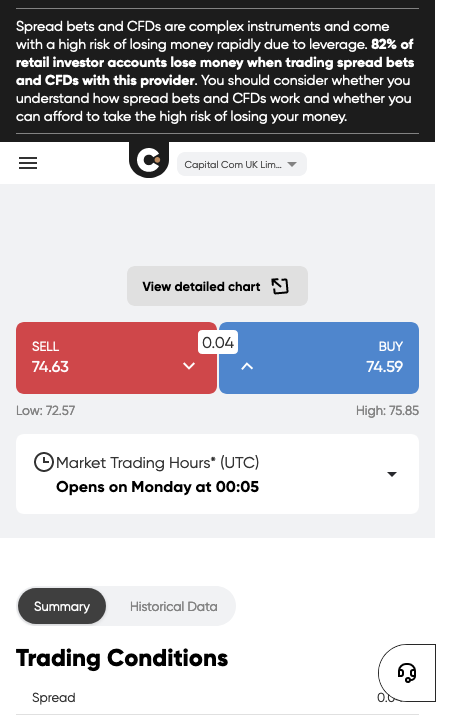 Spread bets and CFDs are complex instruments and come
with a high risk of losing money rapidly due to leverage. 82% of
retail investor accounts lose money when trading spread bets
and CFDs with this provider. You should consider whether you
understand how spread bets and CFDs work and whether you
can afford to take the high risk of losing your money.
Capital Com UK Lim...
View detailed chart
SELL
74.63
0.04
BUY
74.59
Low: 72.57
High: 75.85
Market Trading Hours* (UTC)
Opens on Monday at 00:05
Summary
Historical Data
Trading Conditions
Spread